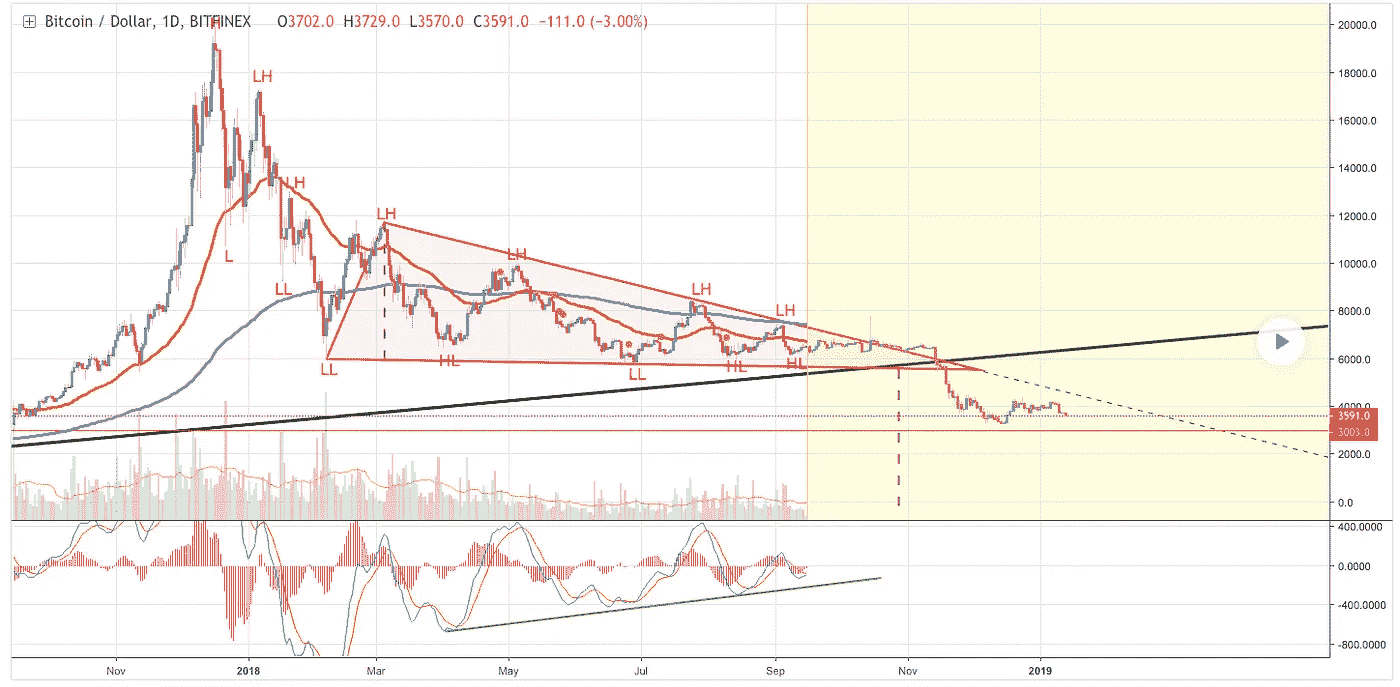 Bitcoin / Dollar, 1D, BITFINEX O3702.0 H3729.0 L3570.0 C3591.0 −111.0 (−3.00%)
20000.0
LH
18000.0
16000.0
14000.0
LH
LH
LH
12000.0
L
LH
10000.0
LL
LH
LH
8000.0
HL
HL
HL
6000.0
LL
LL
4000.0
3591.0
3003.0
2000.0
0.0
400.0000
0.0000
-400.0000
-800.0000
Nov 2018 Mar May Jul Sep Nov 2019